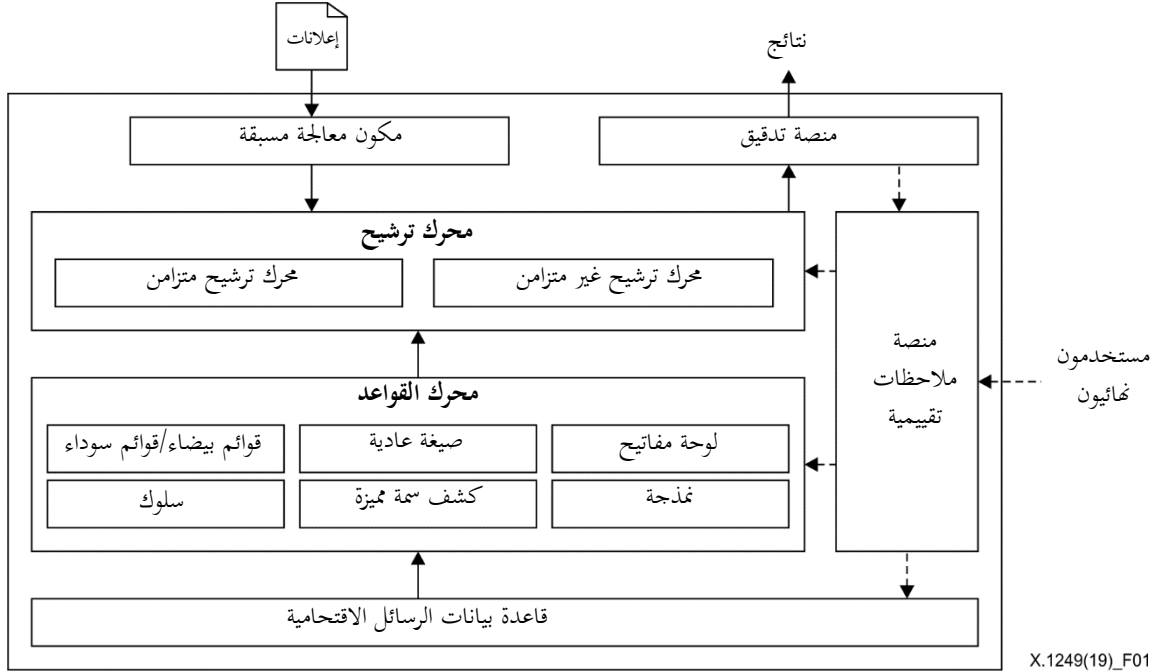 إعلانات
نتائج
مكون معالجة مسبقة
منصة تدقيق
محرك ترشيح
محرك ترشيح غير متزامن
محرك ترشيح متزامن
منصة
ملاحظات
تقييمية
مستخدمون
نهائيون
محرك القواعد
لوحة مفاتيح
صيغة عادية
قوائم بيضاء/قوائم سوداء
نمذجة
كشف سمة مميزة
سلوك
قاعدة بيانات الرسائل الاقتحامية
X.1249(19)_F01